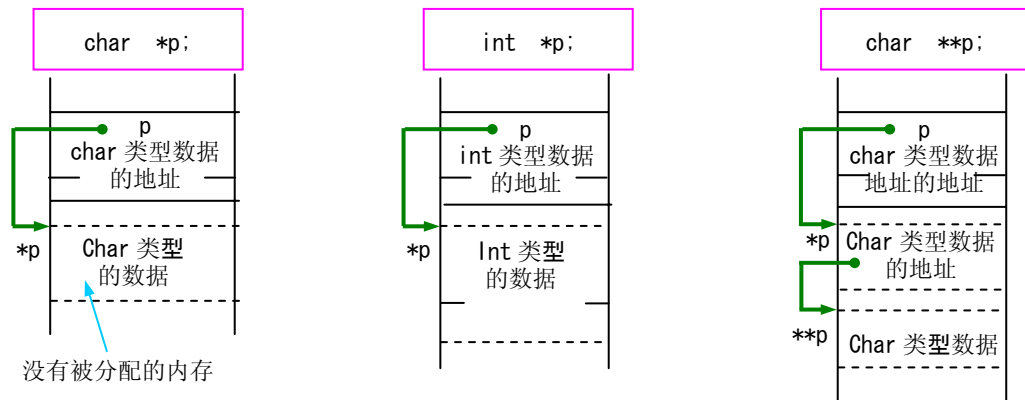 char *p;
p
char 类型数据
的地址
*p
Char 类型
的数据
没有被分配的内存
int *p;
p
int 类型数据
的地址
*p
Int 类型
的数据
char **p;
p
char 类型数据
地址的地址
*p
Char 类型数据
的地址
**p
Char 类型数据